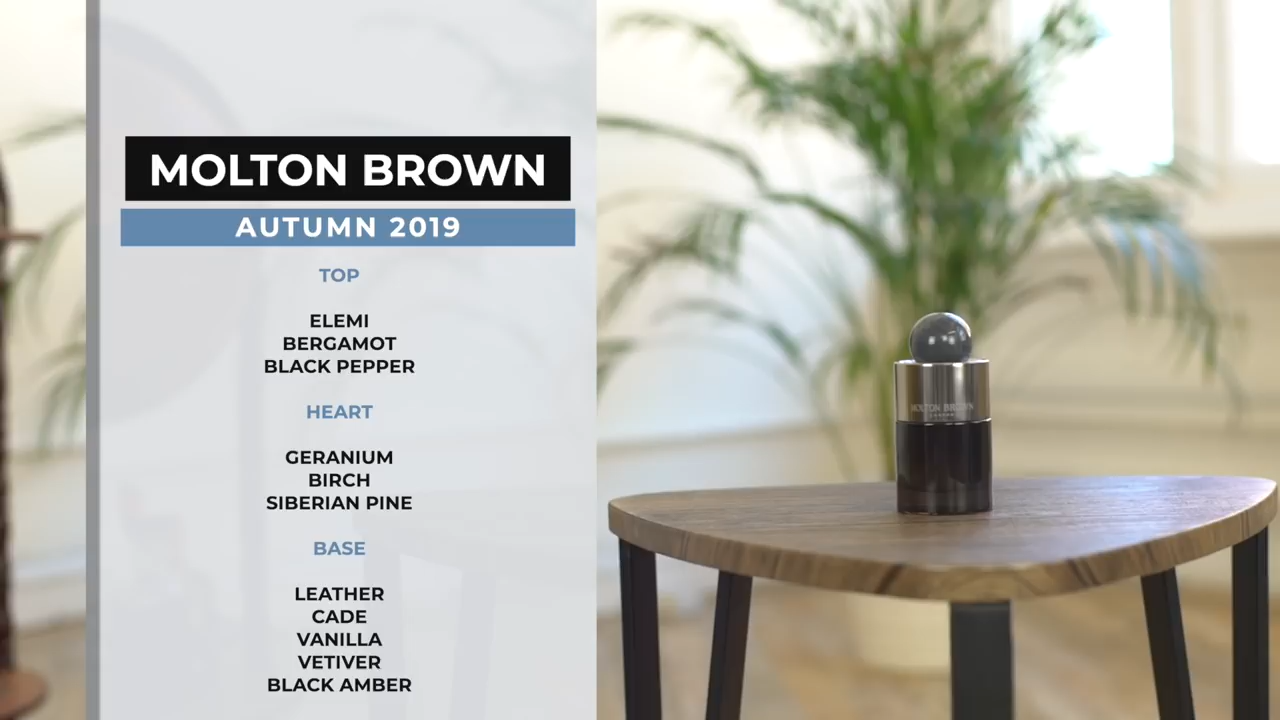 MOLTON BROWN
AUTUMN 2019
TOP
ELEMI
BERGAMOT
BLACK PEPPER
HEART
GERANIUM
BIRCH
SIBERIAN PINE
BASE
LEATHER
CADE
VANILLA
VETIVER
BLACK AMBER
MOLTON BROWN
LONDON